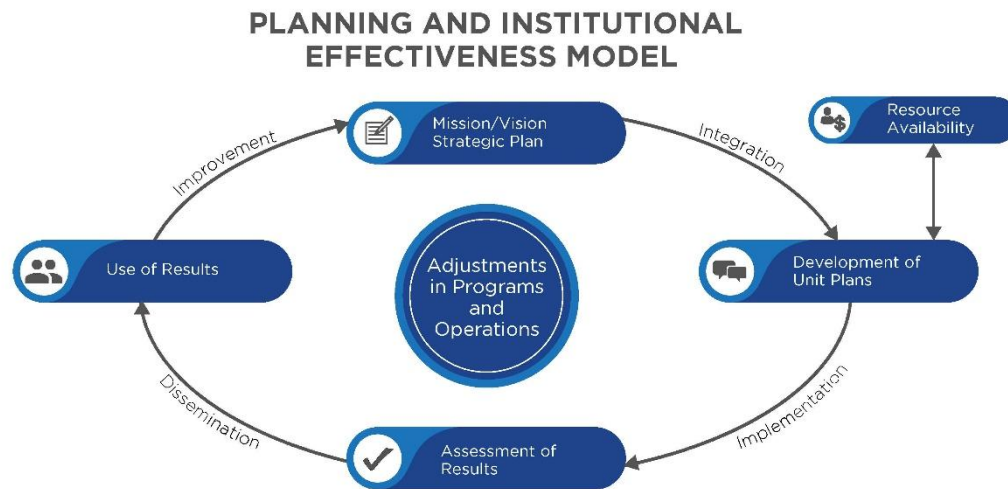 PLANNING AND INSTITUTIONAL
EFFECTIVENESS MODEL
Mission/Vision
Strategic Plan
Integration
Resource
Availability
Development of
Unit Plans
Implementation
Assessment of
Results
Dissemination
Use of Results
Improvement
Adjustments
in Programs
and
Operations